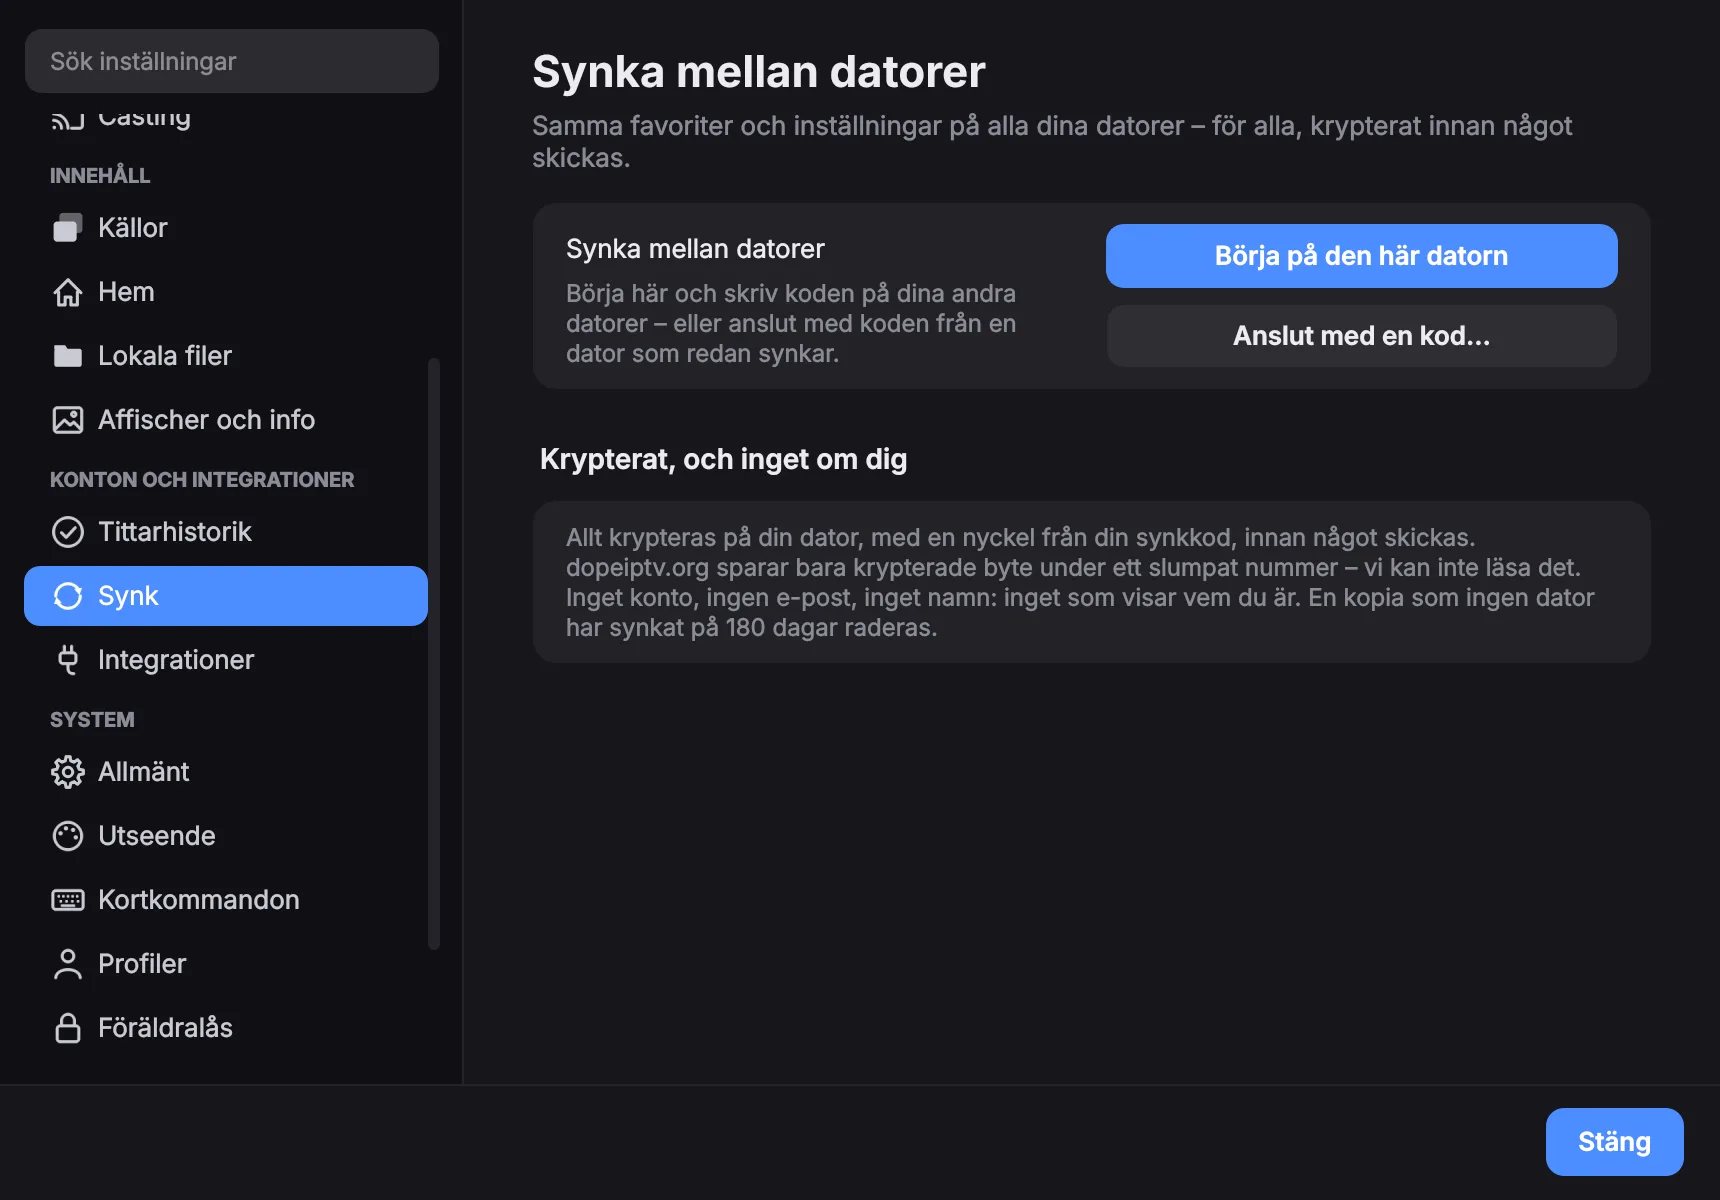 Sök inställningar
Casting
INNEHÅLL
Källor
Hem
Lokala filer
Affischer och info
KONTON OCH INTEGRATIONER
Tittarhistorik
Synk
Integrationer
SYSTEM
Allmänt
Utseende
Kortkommandon
Profiler
Föräldralås
Synka mellan datorer
Samma favoriter och inställningar på alla dina datorer – för alla, krypterat innan något
skickas.
Synka mellan datorer
Börja här och skriv koden på dina andra
datorer – eller anslut med koden från en
dator som redan synkar.
Börja på den här datorn
Anslut med en kod...
Krypterat, och inget om dig
Allt krypteras på din dator, med en nyckel från din synkkod, innan något skickas.
dopeiptv.org sparar bara krypterade byte under ett slumpat nummer – vi kan inte läsa det.
Inget konto, ingen e-post, inget namn: inget som visar vem du är. En kopia som ingen dator
har synkat på 180 dagar raderas.
Stäng